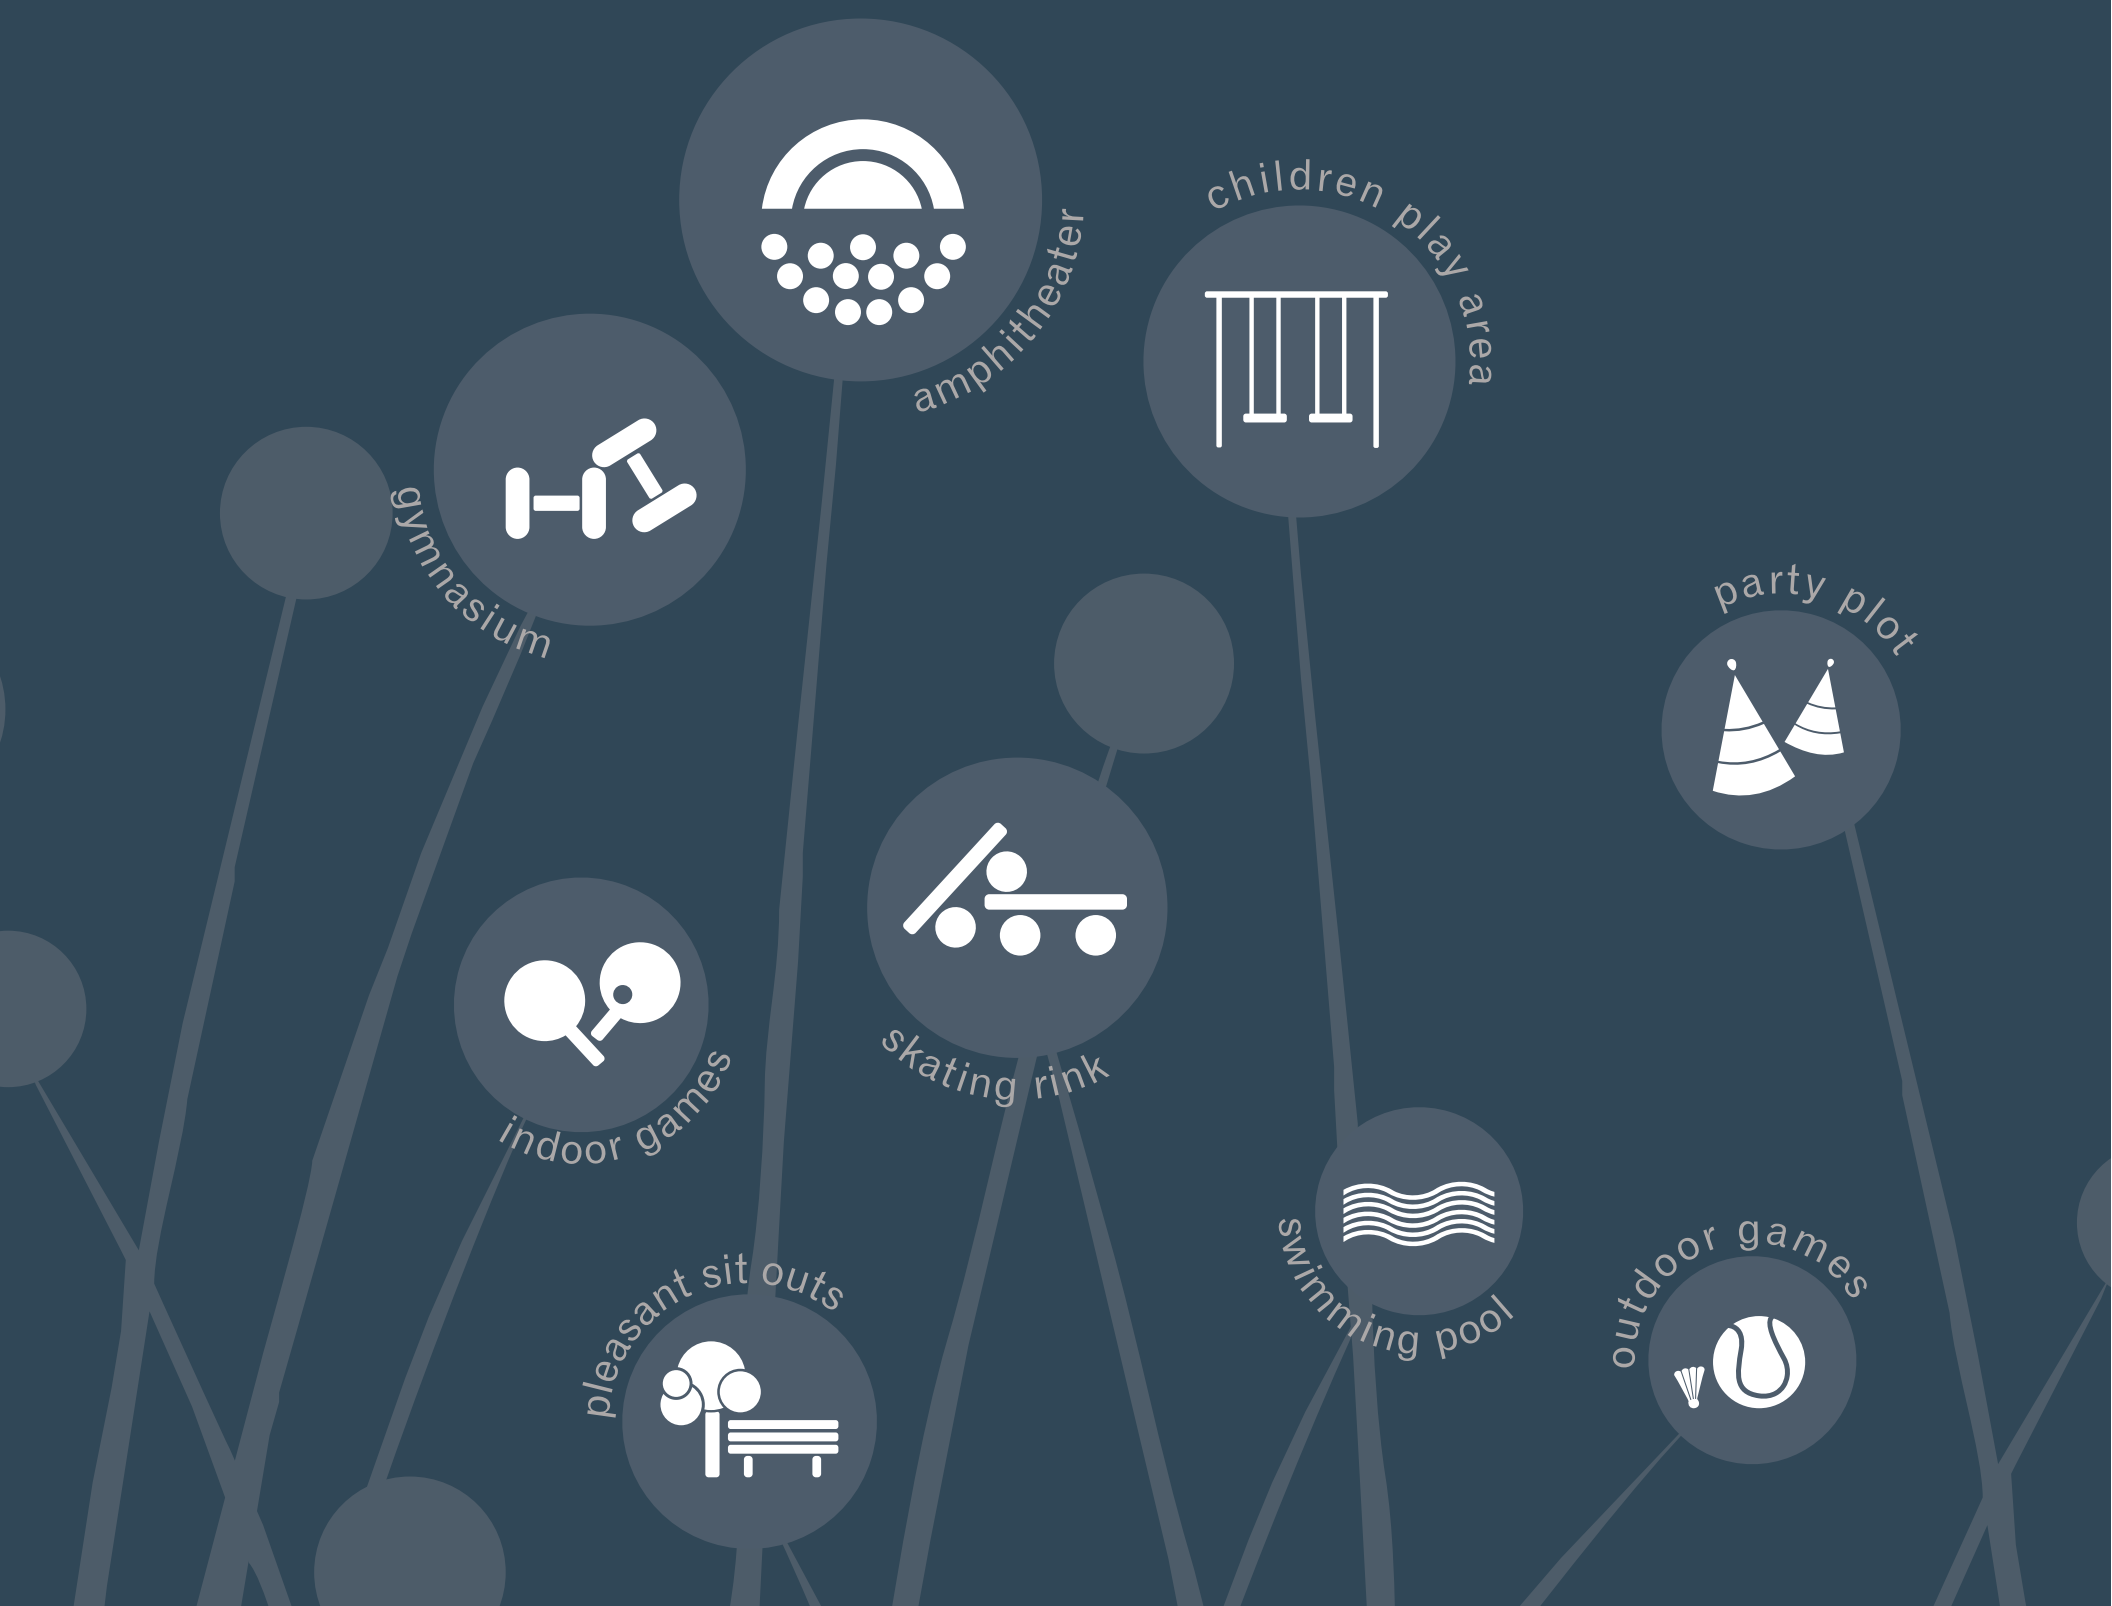 amphitheater
children play area
gymnasium
party plot
skating rink
indoor games
swimming pool
outdoor games
pleasant sit outs